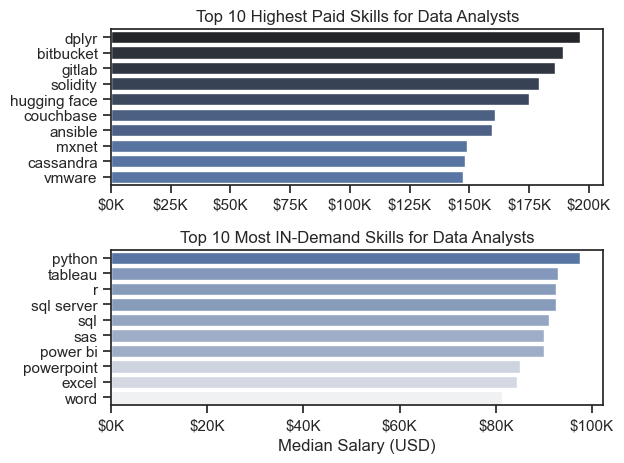 Top 10 Highest Paid Skills for Data Analysts
dplyr
bitbucket
gitlab
solidity
hugging face
couchbase
ansible
mxnet
cassandra
vmware
$0K $25K $50K $75K $100K $125K $150K $175K $200K
Top 10 Most IN-Demand Skills for Data Analysts
python
tableau
r
sql server
sql
sas
power bi
powerpoint
excel
word
$0K $20K $40K $60K $80K $100K
Median Salary (USD)